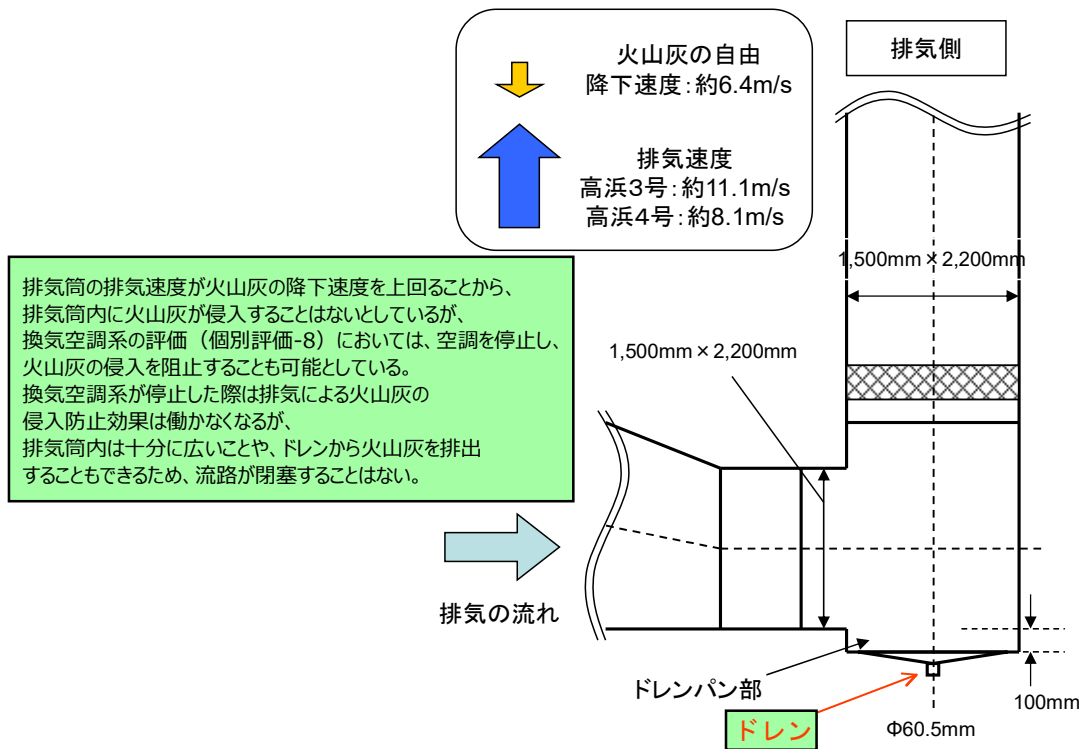 火山灰の自由
降下速度：約6.4m/s
排気速度
高浜3号：約11.1m/s
高浜4号：約8.1m/s
排気側
1,500mm×2,200mm
排気筒の排気速度が火山灰の降下速度を上回ることから、
排気筒内に火山灰が侵入することはないとしているが、
換気空調系の評価（個別評価-8）においては、空調を停止し、
火山灰の侵入を阻止することも可能としている。
換気空調系が停止した際は排気による火山灰の
侵入防止効果は働かなくなるが、
排気筒内は十分に広いことや、ドレンから火山灰を排出
することもできるため、流路が閉塞することはない。
1,500mm×2,200mm
排気の流れ
ドレンパン部
ドレン
Φ60.5mm
100mm